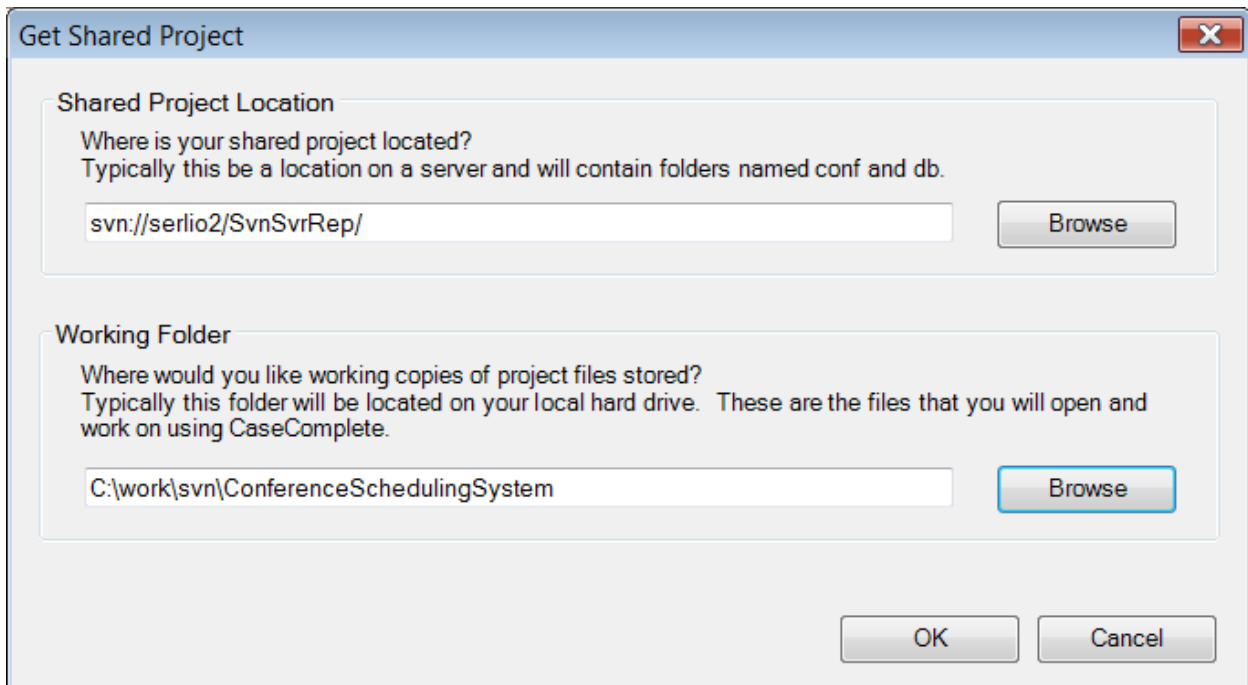 Get Shared Project
Shared Project Location
Where is your shared project located?
Typically this be a location on a server and will contain folders named conf and db.
svn://serlio2/SvnSvrRep/
Browse
Working Folder
Where would you like working copies of project files stored?
Typically this folder will be located on your local hard drive.  These are the files that you will open and
work on using CaseComplete.
C:\work\svn\ConferenceSchedulingSystem
Browse
OK
Cancel